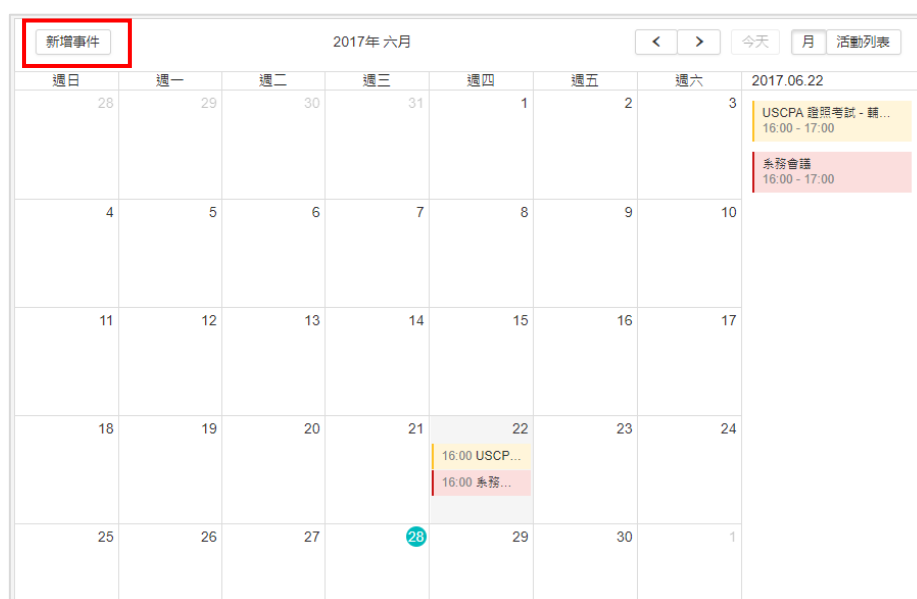 新增事件
2017年 六月
< >
今天
月 活動列表
週日 週一 週二 週三 週四 週五 週六 2017.06.22
28 29 30 31 1 2 3
USCPA 證照考試 - 輔...
16:00 - 17:00
系務會議
16:00 - 17:00
4 5 6 7 8 9 10
11 12 13 14 15 16 17
18 19 20 21 22 23 24
16:00 USCP...
16:00 系務...
25 26 27 28 29 30 1